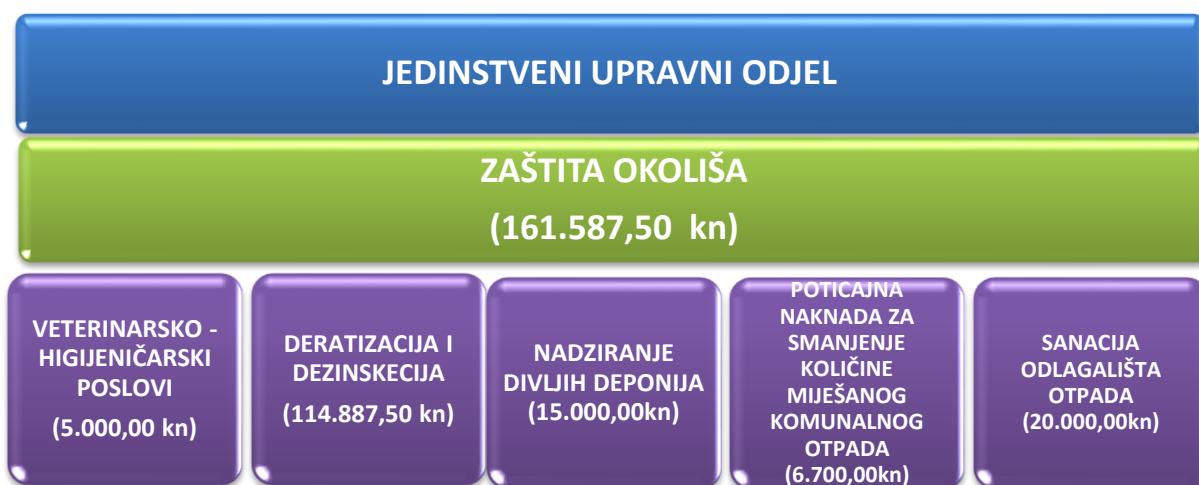 JEDINSTVENI UPRAVNI ODJEL
ZAŠTITA OKOLIŠA
(161.587,50 kn)
VETERINARSKO -
HIGIJENIČARSKI
POSLOVI
(5.000,00 kn)
DERATIZACIJA I
DEZINSKECIJA
(114.887,50 kn)
NADZIRANJE
DIVLJIH DEPONIJA
(15.000,00kn)
POTICAJNA
NAKNADA ZA
SMANJENJE
KOLIČINE
MIJEŠANOG
KOMUNALNOG
OTPADA
(6.700,00kn)
SANACIJA
ODLAGALIŠTA
OTPADA
(20.000,00kn)